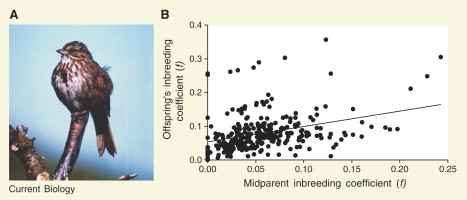 A
B
Offspring's inbreeding
coefficient (f)
0.4
0.3
0.2
0.1
0.0
0.00
0.05
0.10
0.15
0.20
0.25
Midparent inbreeding coefficient (f)
Current Biology